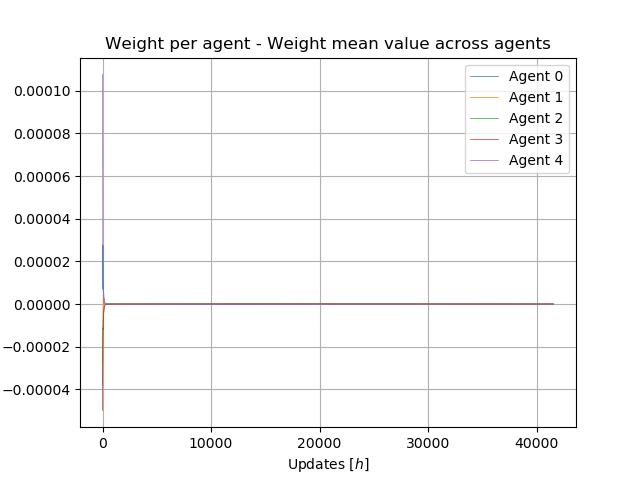 Weight per agent - Weight mean value across agents
0.00010
0.00008
0.00006
0.00004
0.00002
0.00000
−0.00002
−0.00004
Agent 0
Agent 1
Agent 2
Agent 3
Agent 4
0 10000 20000 30000 40000
Updates [h]